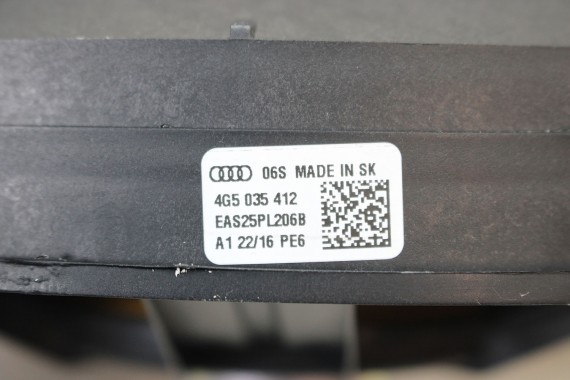 06S MADE IN SK
4G5 035 412
EAS25PL206B
A1 22/16 PE6